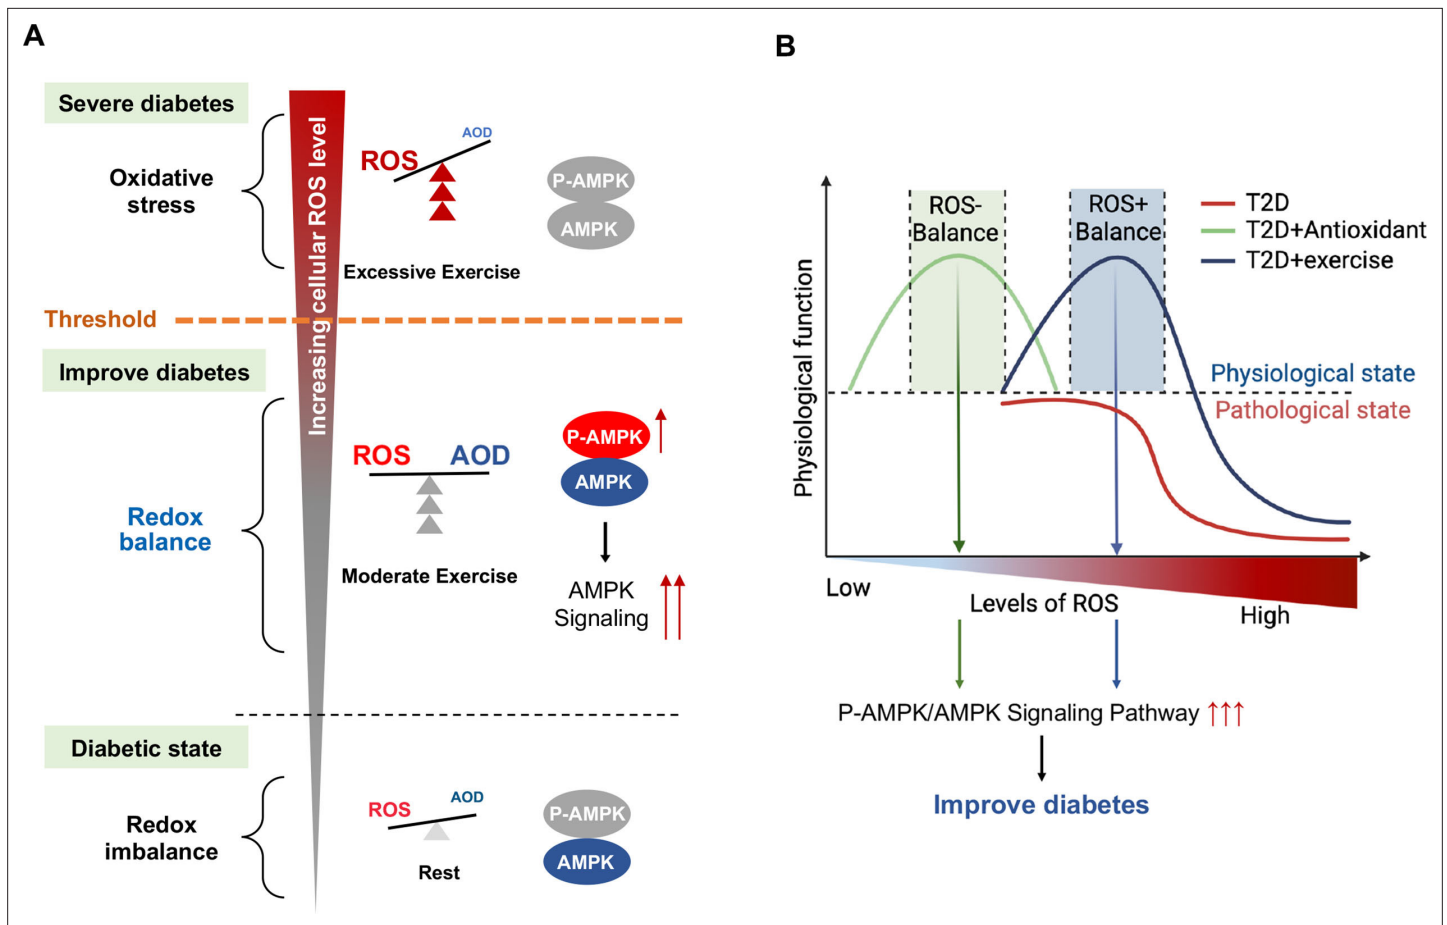 A
Severe diabetes
Oxidative
stress
Increasing cellular ROS level
ROS
AOD
P-AMPK
AMPK
Excessive Exercise
Threshold
Improve diabetes
Redox
balance
ROS
AOD
P-AMPK
AMPK
Moderate Exercise
AMPK
Signaling
Diabetic state
Redox
imbalance
ROS
AOD
P-AMPK
AMPK
Rest
B
Physiological function
ROS-
Balance
ROS+
Balance
T2D
T2D+Antioxidant
T2D+exercise
Physiological state
Pathological state
Low
Levels of ROS
High
P-AMPK/AMPK Signaling Pathway ↑↑↑
Improve diabetes